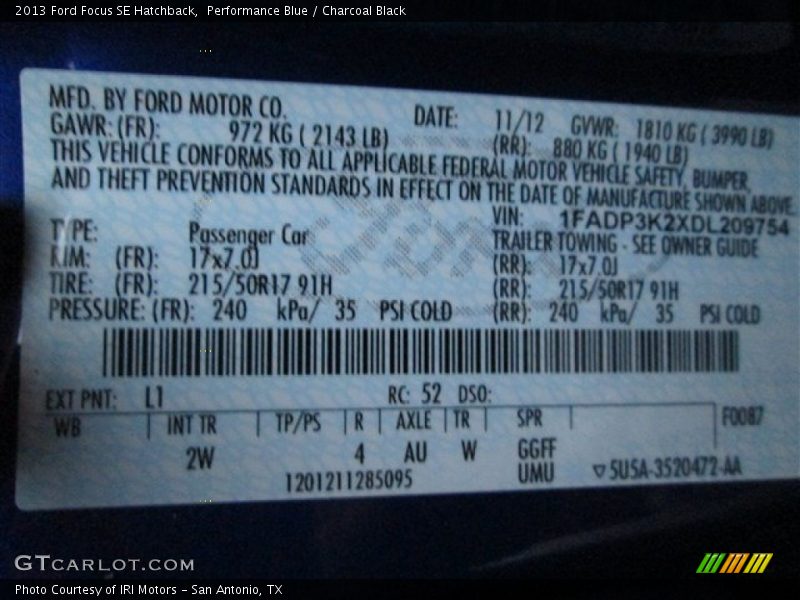 2013 Ford Focus SE Hatchback,  Performance Blue / Charcoal Black
MFD. BY FORD MOTOR CO.
DATE: 11/12 GVWR: 1810 KG ( 3990 LB)
GAWR: (FR): 972 KG ( 2143 LB) (RR): 880 KG ( 1940 LB)
THIS VEHICLE CONFORMS TO ALL APPLICABLE FEDERAL MOTOR VEHICLE SAFETY, BUMPER,
AND THEFT PREVENTION STANDARDS IN EFFECT ON THE DATE OF MANUFACTURE SHOWN ABOVE.
VIN: 1FADP3K2XDL209754
TYPE: Passenger Car TRAILER TOWING - SEE OWNER GUIDE
RIM: (FR): 17x7.0J (RR): 17x7.0J
TIRE: (FR): 215/50R17 91H (RR): 215/50R17 91H
PRESSURE: (FR): 240 kPa/ 35 PSI COLD (RR): 240 kPa/ 35 PSI COLD
EXT PNT: L1 RC: 52 DSO:
WB INT TR TP/PS R AXLE TR SPR F0087
2W 4 AU W GGFF
1201211285095 UMU ▽5U5A-3520472-AA
GTCARLOT.COM
Photo Courtesy of IRI Motors – San Antonio, TX